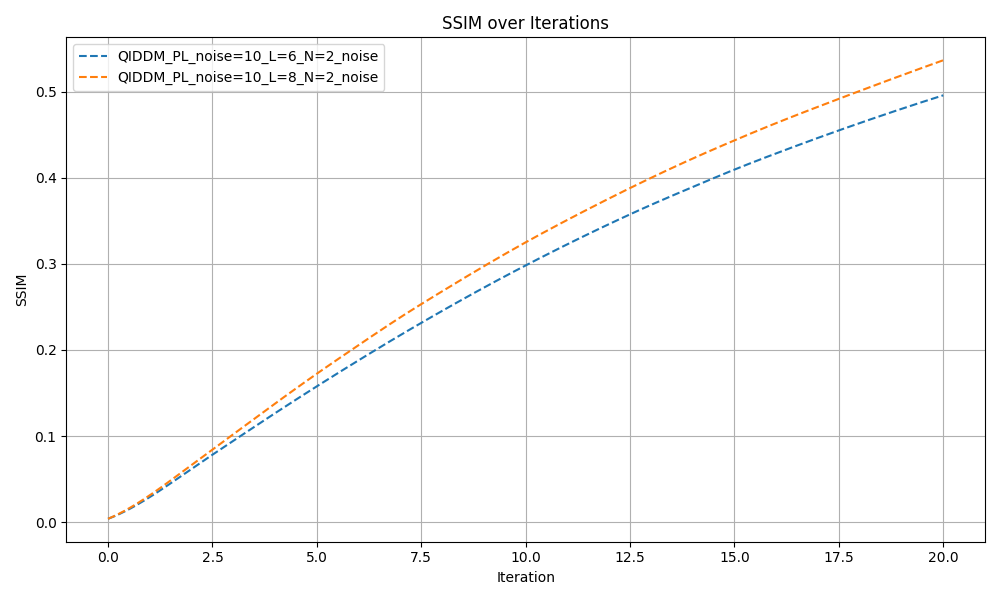 SSIM over Iterations
QIDDM_PL_noise=10_L=6_N=2_noise
QIDDM_PL_noise=10_L=8_N=2_noise
SSIM
0.5
0.4
0.3
0.2
0.1
0.0
0.0 2.5 5.0 7.5 10.0 12.5 15.0 17.5 20.0
Iteration